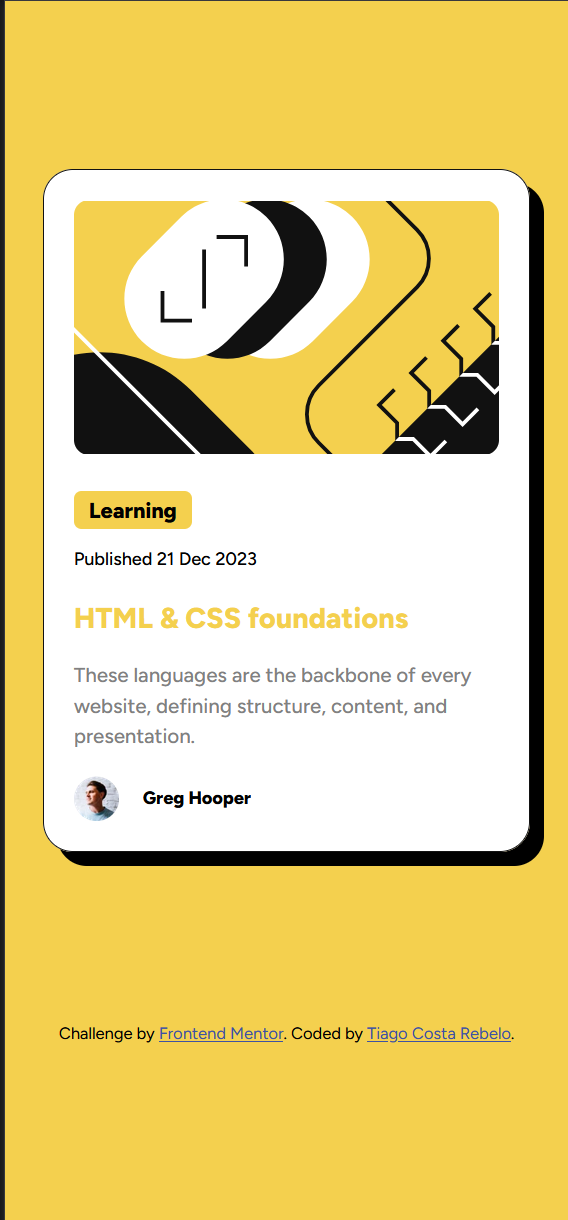 Learning
Published 21 Dec 2023
HTML & CSS foundations
These languages are the backbone of every
website, defining structure, content, and
presentation.
Greg Hooper
Challenge by Frontend Mentor. Coded by Tiago Costa Rebelo.